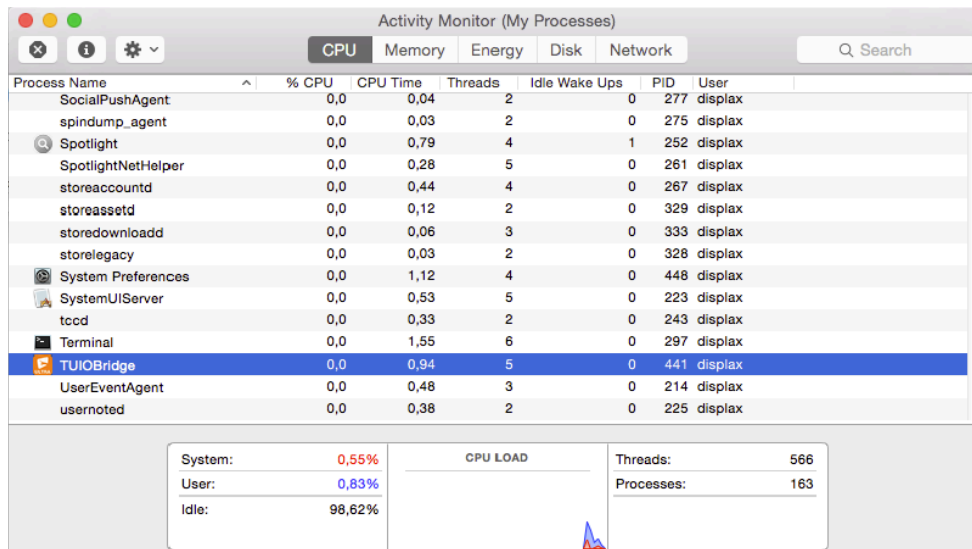 Activity Monitor (My Processes)
CPU Memory Energy Disk Network Search
Process Name % CPU CPU Time Threads Idle Wake Ups PID User
SocialPushAgent 0,0 0,04 2 0 277 displax
spindump_agent 0,0 0,03 2 0 275 displax
Spotlight 0,0 0,79 4 1 252 displax
SpotlightNetHelper 0,0 0,28 5 0 261 displax
storeaccountd 0,0 0,44 4 0 267 displax
storeassetd 0,0 0,12 2 0 329 displax
storedownloadd 0,0 0,06 3 0 333 displax
storelegacy 0,0 0,03 2 0 328 displax
System Preferences 0,0 1,12 4 0 448 displax
SystemUIServer 0,0 0,53 5 0 223 displax
tccd 0,0 0,33 2 0 243 displax
Terminal 0,0 1,55 6 0 297 displax
TUIOBridge 0,0 0,94 5 0 441 displax
UserEventAgent 0,0 0,48 3 0 214 displax
usernoted 0,0 0,38 2 0 225 displax
System: 0,55% CPU LOAD Threads: 566
User: 0,83% Processes: 163
Idle: 98,62%